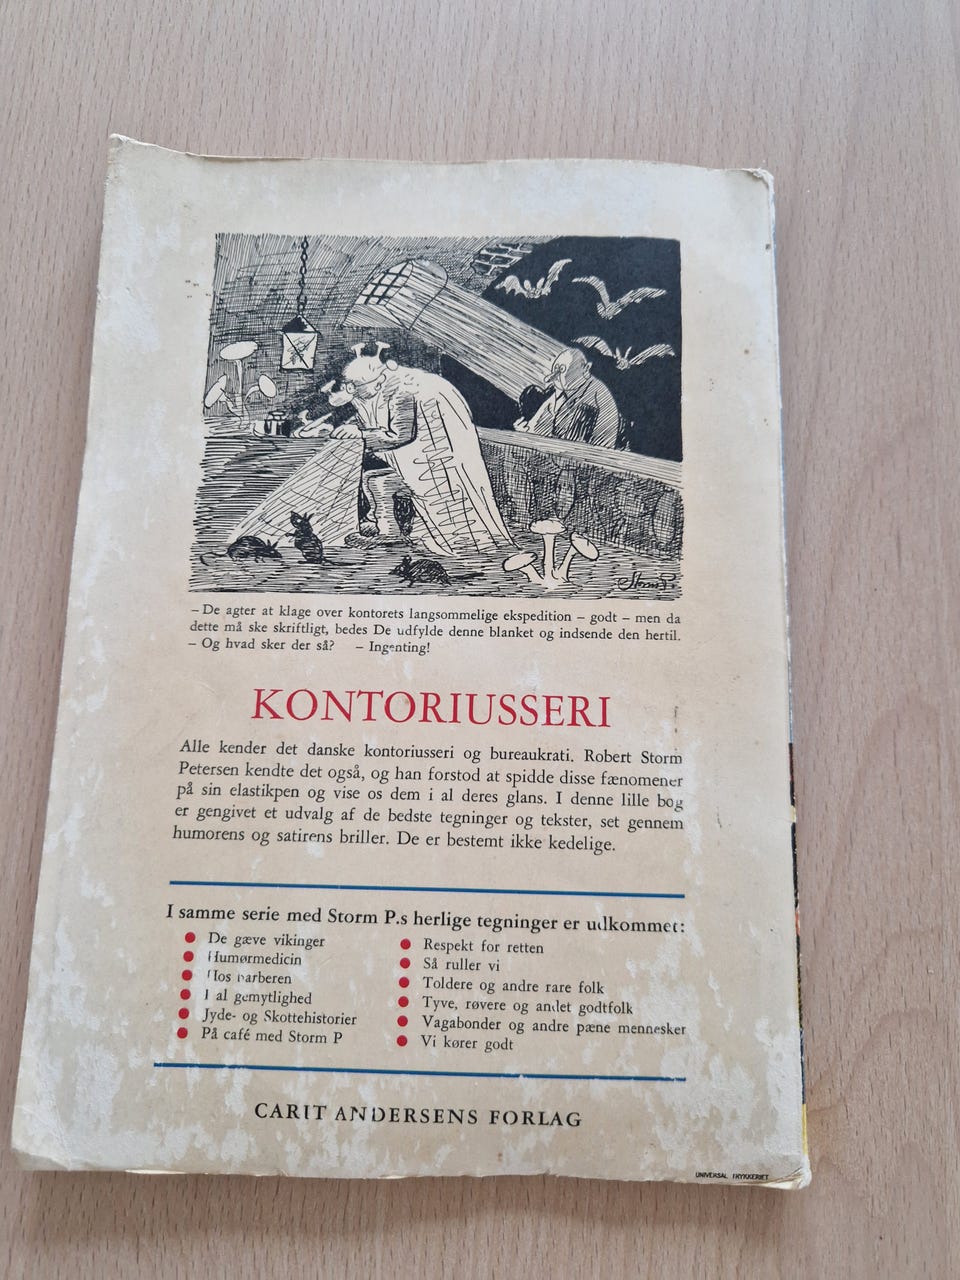 Storm P.
– De agter at klage over kontorets langsommelige ekspedition – godt – men da
dette må ske skriftligt, bedes De udfylde denne blanket og indsende den hertil.
– Og hvad sker der så? – Ingenting!
KONTORIUSSERI
Alle kender det danske kontoriusseri og bureaukrati. Robert Storm
Petersen kendte det også, og han forstod at spidde disse fænomener
på sin elastikpen og vise os dem i al deres glans. I denne lille bog
er gengivet et udvalg af de bedste tegninger og tekster, set gennem
humorens og satirens briller. De er bestemt ikke kedelige.
I samme serie med Storm P.s herlige tegninger er udkommet:
De gæve vikinger
Humørmedicin
Hos barberen
I al gemytlighed
Jyde- og Skottehistorier
På café med Storm P
Respekt for retten
Så ruller vi
Toldere og andre rare folk
Tyve, røvere og andet godtfolk
Vagabonder og andre pæne mennesker
Vi kører godt
CARIT ANDERSENS FORLAG
UNIVERSAL TRYKKERIET